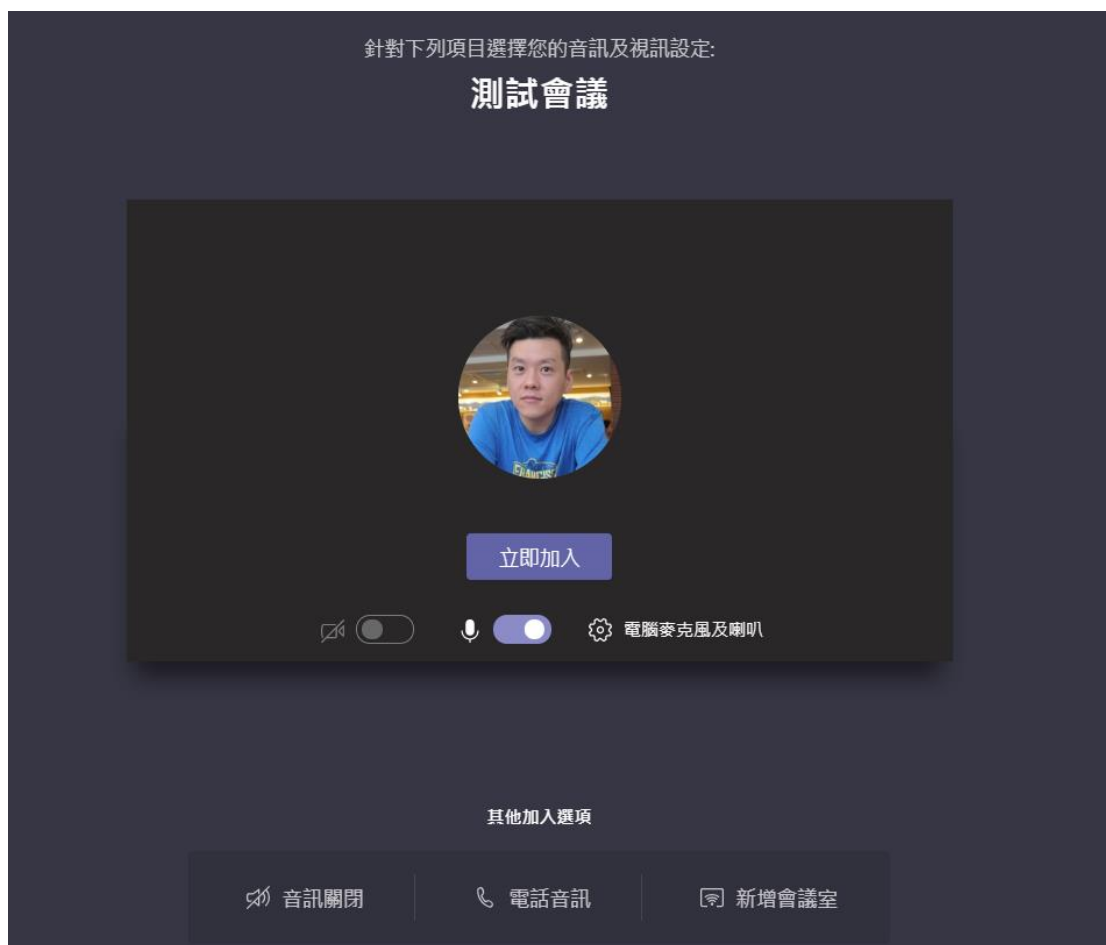 針對下列項目選擇您的音訊及視訊設定:
測試會議
立即加入
電腦麥克風及喇叭
其他加入選項
音訊關閉
電話音訊
新增會議室